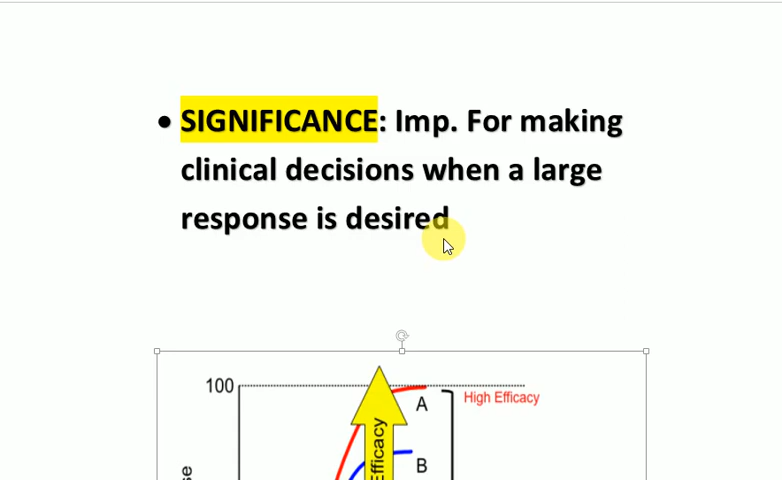 • SIGNIFICANCE: Imp. For making
clinical decisions when a large
response is desired
100
A
High Efficacy
Efficacy
B